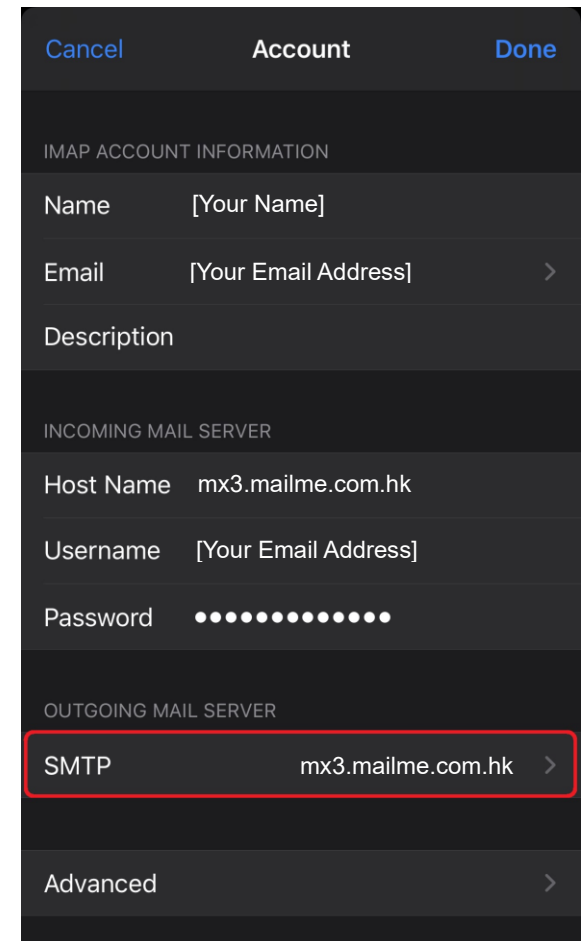 Cancel Account Done
IMAP ACCOUNT INFORMATION
Name [Your Name]
Email [Your Email Address]
Description
INCOMING MAIL SERVER
Host Name mx3.mailme.com.hk
Username [Your Email Address]
Password •••••••••••••
OUTGOING MAIL SERVER
SMTP mx3.mailme.com.hk
Advanced